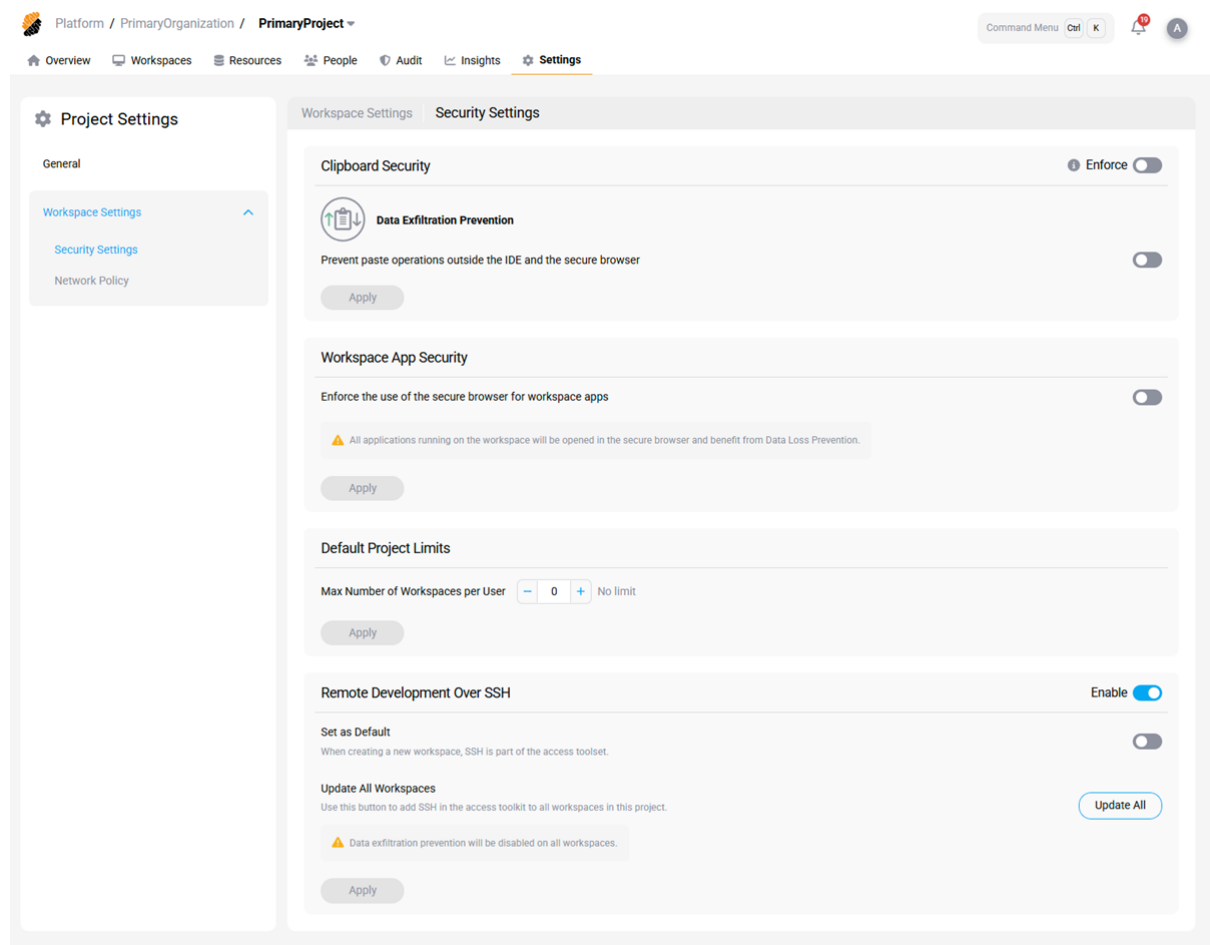 Platform / PrimaryOrganization / PrimaryProject
Command Menu Ctrl K
19
A
Overview Workspaces Resources People Audit Insights Settings
Project Settings
General
Workspace Settings
Security Settings
Network Policy
Workspace Settings Security Settings
Clipboard Security Enforce
Data Exfiltration Prevention
Prevent paste operations outside the IDE and the secure browser
Apply
Workspace App Security
Enforce the use of the secure browser for workspace apps
All applications running on the workspace will be opened in the secure browser and benefit from Data Loss Prevention.
Apply
Default Project Limits
Max Number of Workspaces per User − 0 + No limit
Apply
Remote Development Over SSH Enable
Set as Default
When creating a new workspace, SSH is part of the access toolset.
Update All Workspaces
Use this button to add SSH in the access toolkit to all workspaces in this project.
Update All
Data exfiltration prevention will be disabled on all workspaces.
Apply